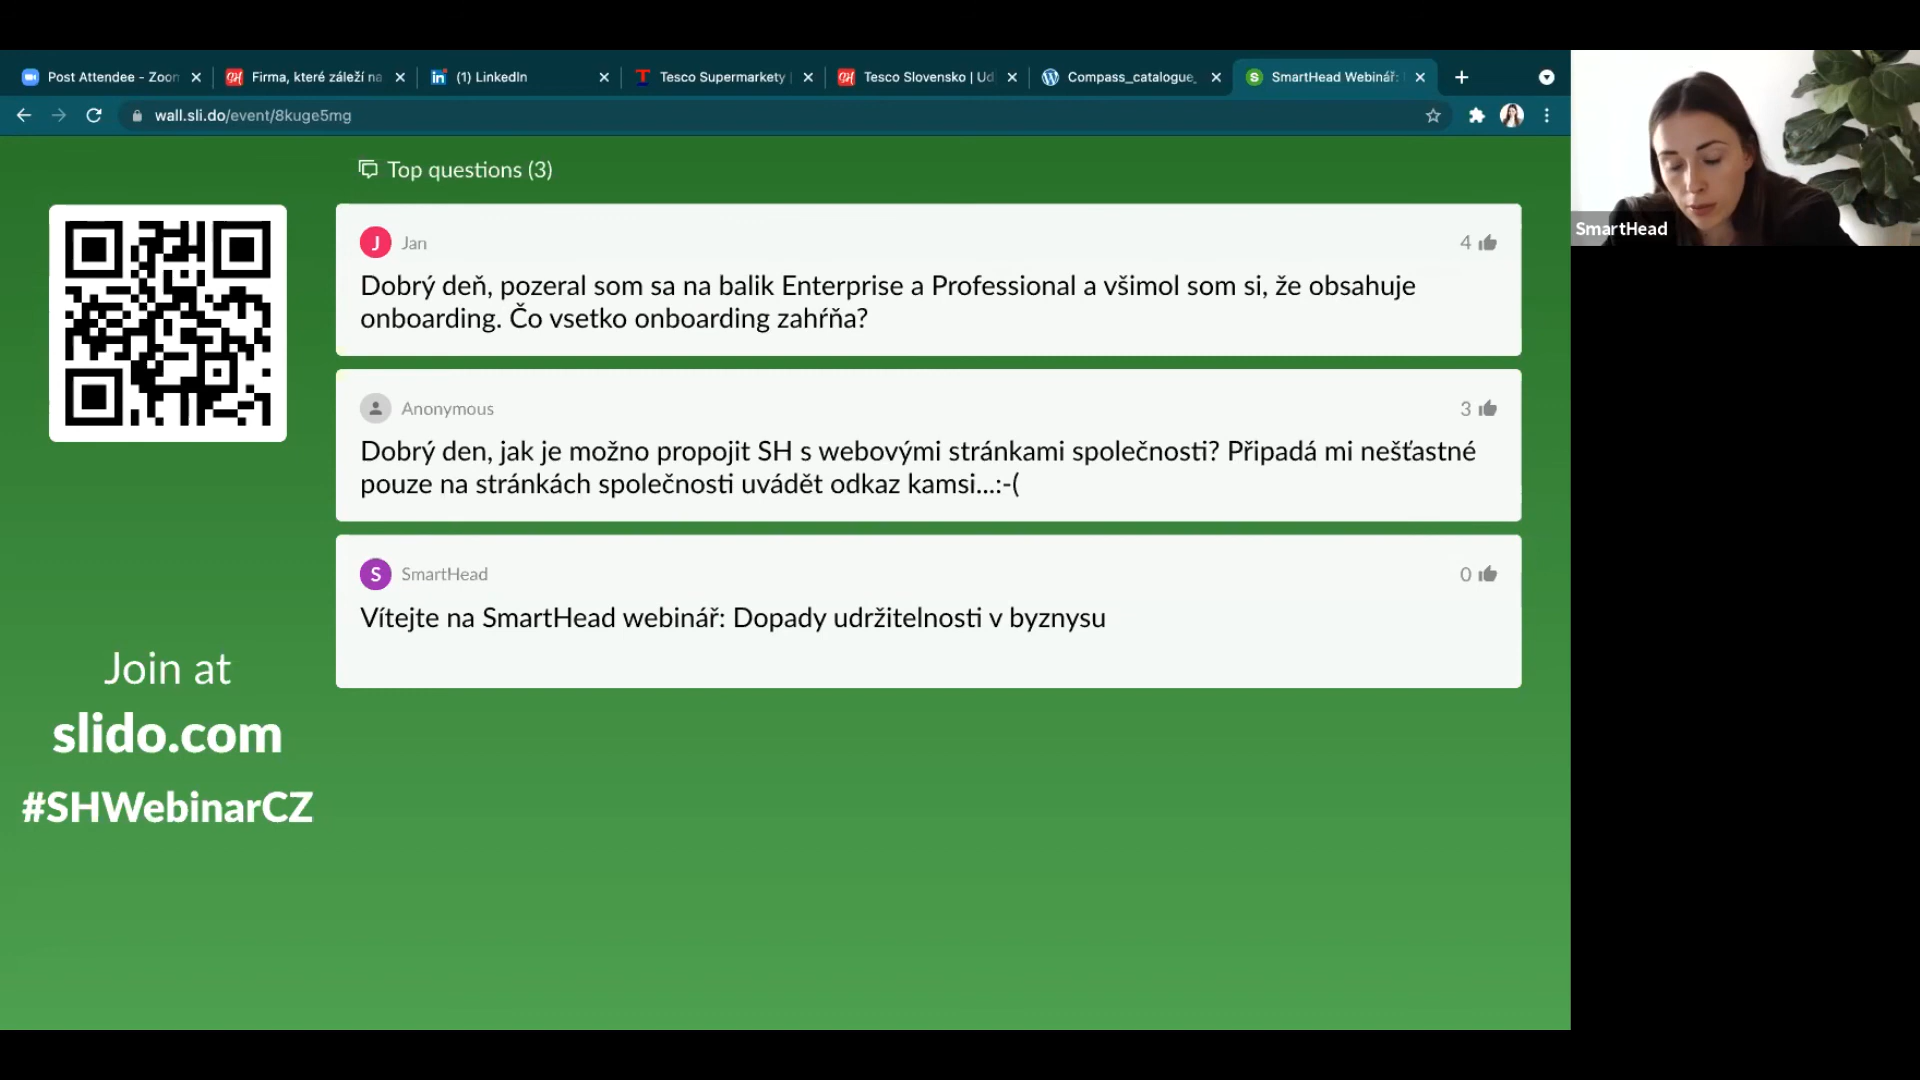 Post Attendee - Zoom
Firma, které záleží na
(1) LinkedIn
Tesco Supermarkety |
Tesco Slovensko | Ud
Compass_catalogue_
SmartHead Webinář:
wall.sli.do/event/8kuge5mg
Top questions (3)
J Jan 4
Dobrý deň, pozeral som sa na balik Enterprise a Professional a všimol som si, že obsahuje
onboarding. Čo vsetko onboarding zahŕňa?
Anonymous 3
Dobrý den, jak je možno propojit SH s webovými stránkami společnosti? Připadá mi nešťastné
pouze na stránkách společnosti uvádět odkaz kamsi...:-(
S SmartHead 0
Vítejte na SmartHead webinář: Dopady udržitelnosti v byznysu
Join at
slido.com
#SHWebinarCZ
SmartHead